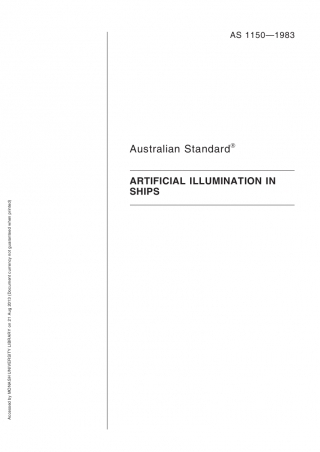 AS 1150—1983
Australian Standard®
ARTIFICIAL ILLUMINATION IN
SHIPS
Accessed by MONASH UNIVERSITY LIBRARY on 21 Aug 2013 (Document currency not guaranteed when printed)